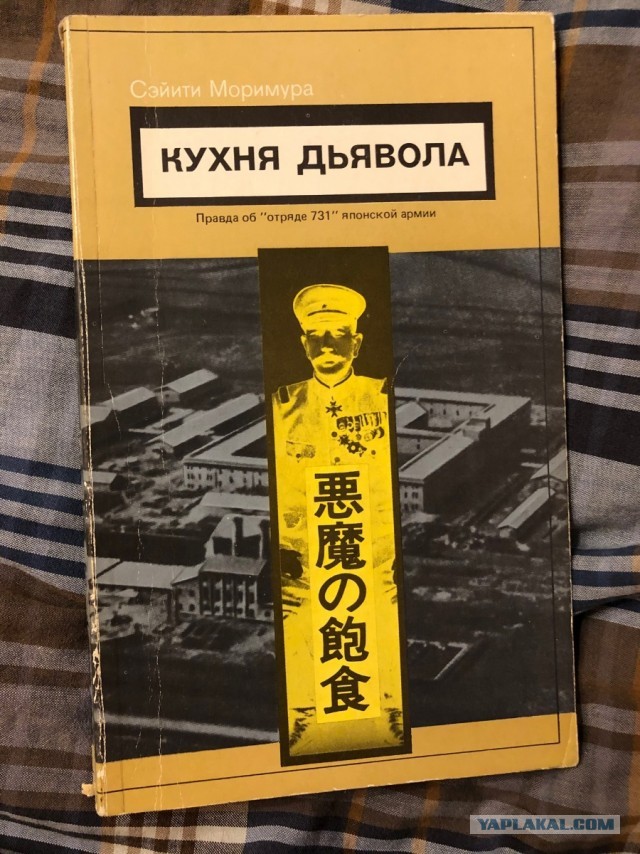 Сэйити Моримура
КУХНЯ ДЬЯВОЛА
Правда об "отряде 731" японской армии
悪魔の飽食
YAPLAKAL.COM